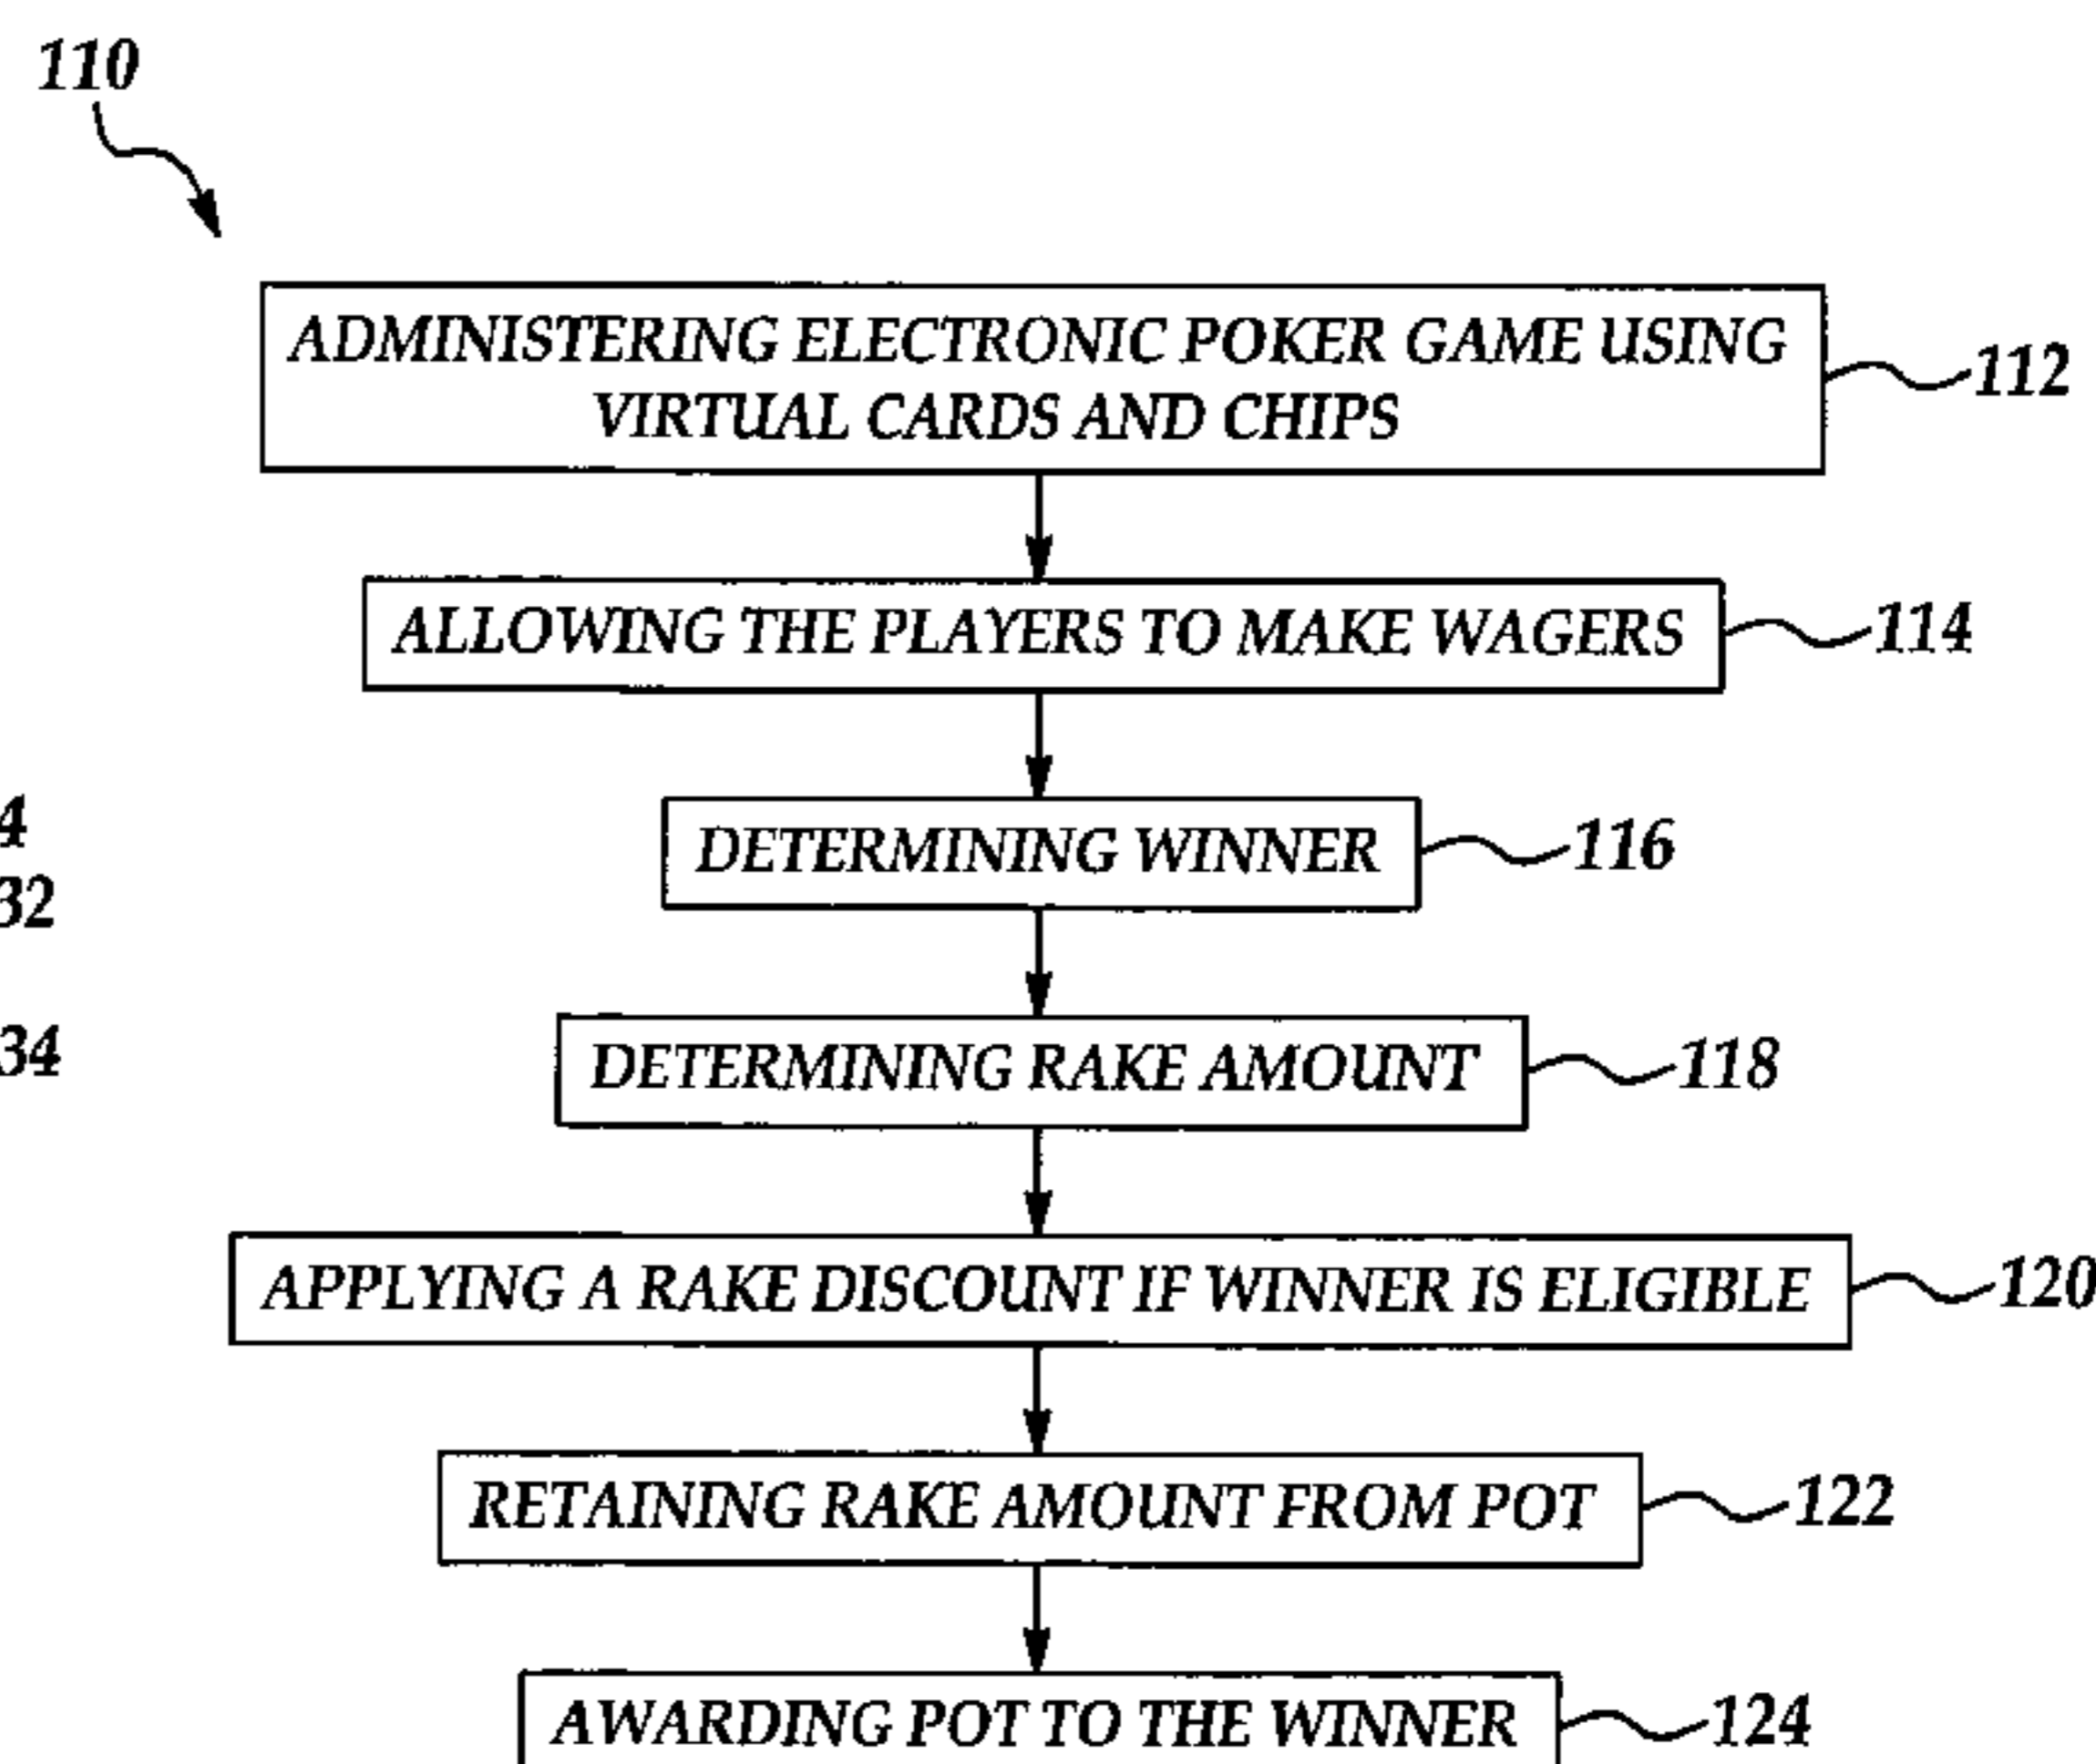 110
ADMINISTERING ELECTRONIC POKER GAME USING
VIRTUAL CARDS AND CHIPS
112
ALLOWING THE PLAYERS TO MAKE WAGERS
114
4
32
34
DETERMINING WINNER
116
DETERMINING RAKE AMOUNT
118
APPLYING A RAKE DISCOUNT IF WINNER IS ELIGIBLE
120
RETAINING RAKE AMOUNT FROM POT
122
AWARDING POT TO THE WINNER
124